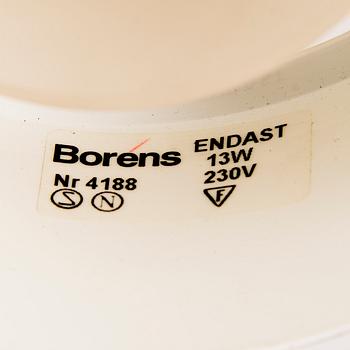 Borens
Nr 4188
S N
ENDAST
13W
230V
F